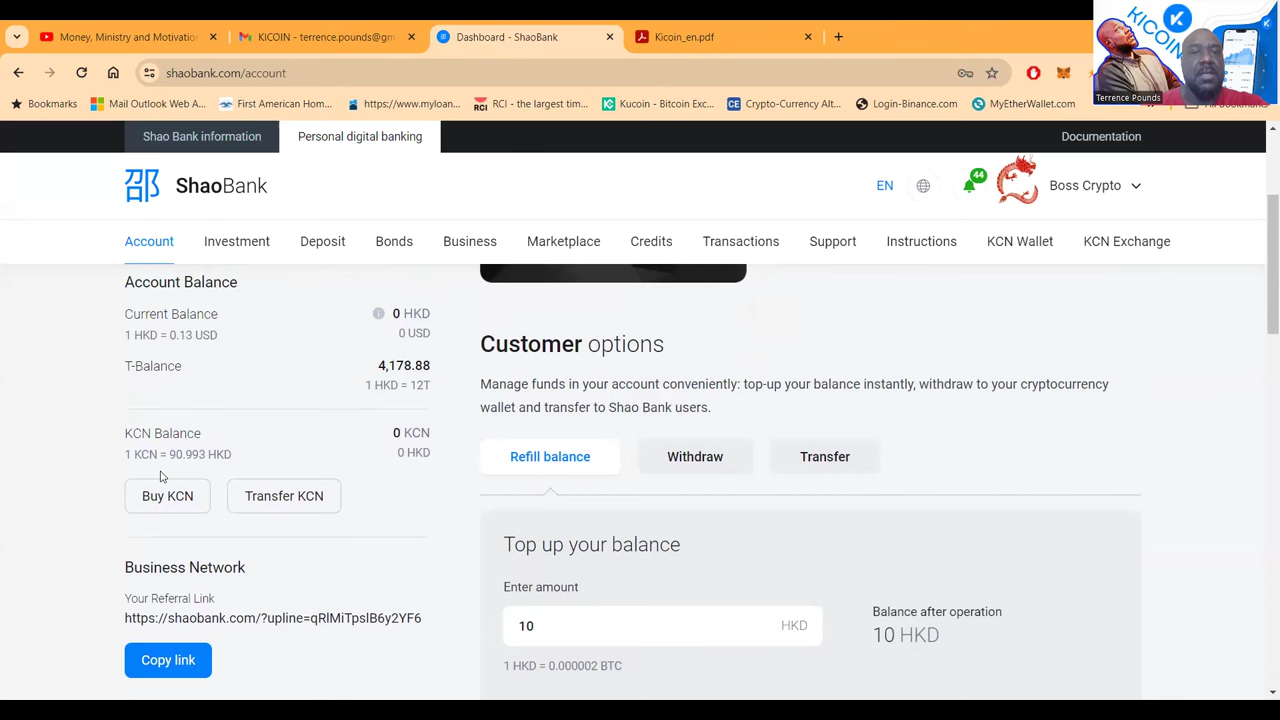 Money, Ministry and Motivation
KICOIN - terrence.pounds@gm
Dashboard - ShaoBank
Kicoin_en.pdf
KICOIN
Terrence Pounds
shaobank.com/account
Bookmarks
Mail Outlook Web A...
First American Hom...
https://www.myloan...
RCI - the largest tim...
Kucoin - Bitcoin Exc...
Crypto-Currency Alt...
Login-Binance.com
MyEtherWallet.com
Shao Bank information
Personal digital banking
Documentation
邵 ShaoBank
EN
44
Boss Crypto
Account
Investment
Deposit
Bonds
Business
Marketplace
Credits
Transactions
Support
Instructions
KCN Wallet
KCN Exchange
Account Balance
Current Balance
0 HKD
1 HKD = 0.13 USD
0 USD
T-Balance
4,178.88
1 HKD = 12T
KCN Balance
0 KCN
1 KCN = 90.993 HKD
0 HKD
Buy KCN
Transfer KCN
Business Network
Your Referral Link
https://shaobank.com/?upline=qRlMiTpslB6y2YF6
Copy link
Customer options
Manage funds in your account conveniently: top-up your balance instantly, withdraw to your cryptocurrency
wallet and transfer to Shao Bank users.
Refill balance
Withdraw
Transfer
Top up your balance
Enter amount
10
HKD
1 HKD = 0.000002 BTC
Balance after operation
10 HKD